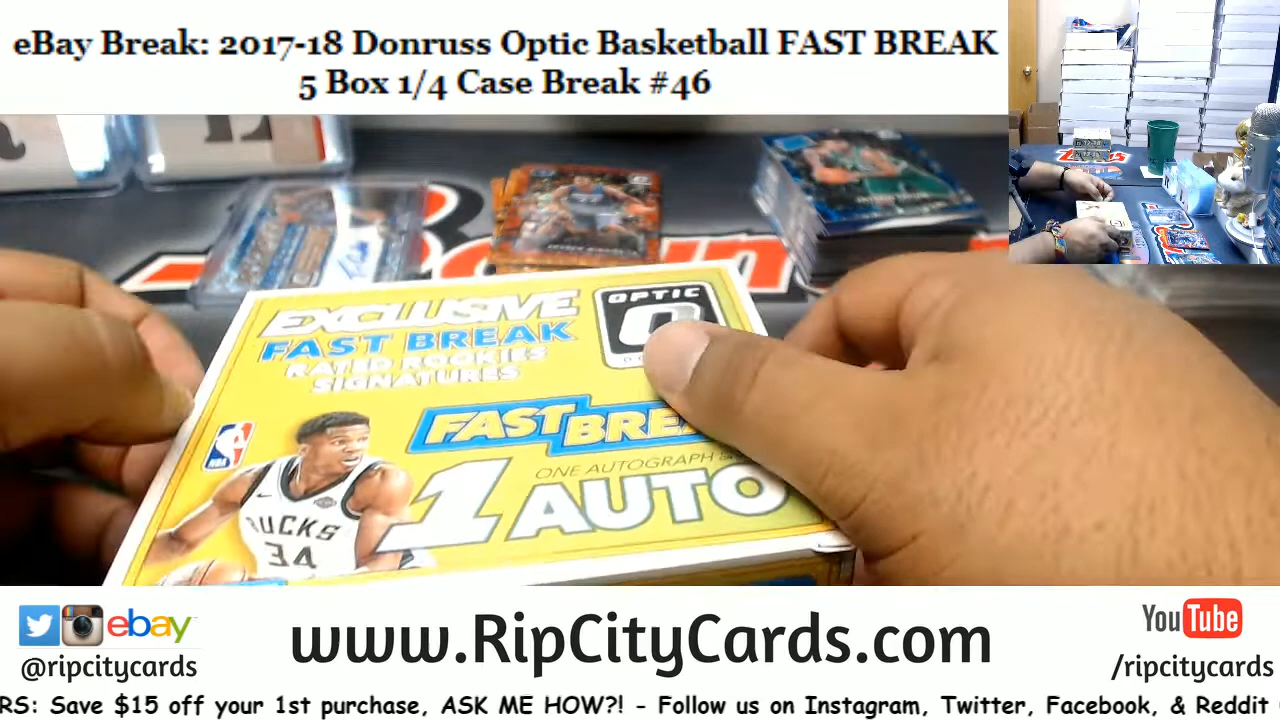 eBay Break: 2017-18 Donruss Optic Basketball FAST BREAK
5 Box 1/4 Case Break #46
EXCLUSIVE
FAST BREAK
RATED ROOKIES
SIGNATURES
OPTIC
FAST BREA
ONE AUTOGRAPH
1 AUTO
NBA
BUCKS
34
ebay
YouTube
www.RipCityCards.com
@ripcitycards
/ripcitycards
RS: Save $15 off your 1st purchase, ASK ME HOW?! - Follow us on Instagram, Twitter, Facebook, & Reddit